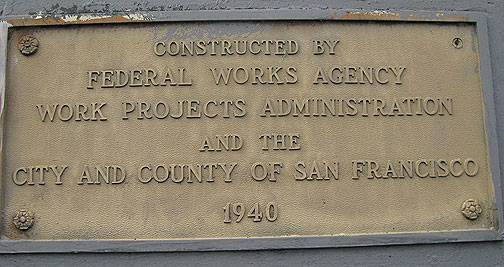 CONSTRUCTED BY
FEDERAL WORKS AGENCY
WORK PROJECTS ADMINISTRATION
AND THE
CITY AND COUNTY OF SAN FRANCISCO
1940